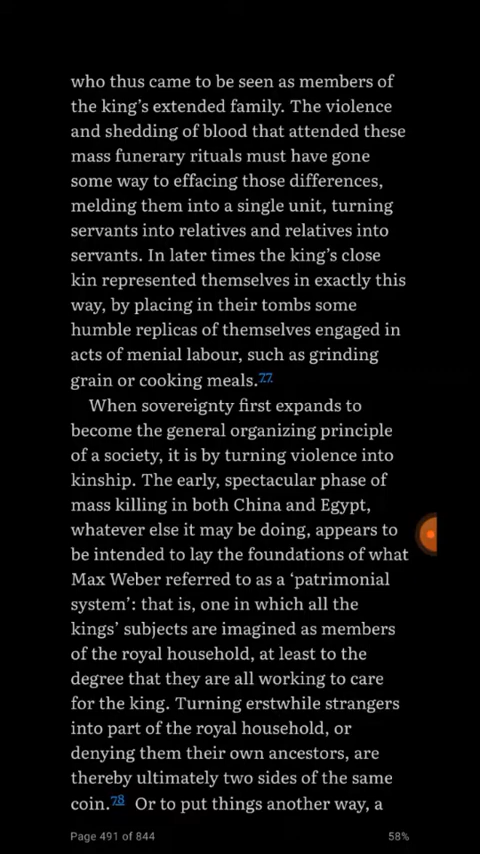 who thus came to be seen as members of
the king’s extended family. The violence
and shedding of blood that attended these
mass funerary rituals must have gone
some way to effacing those differences,
melding them into a single unit, turning
servants into relatives and relatives into
servants. In later times the king’s close
kin represented themselves in exactly this
way, by placing in their tombs some
humble replicas of themselves engaged in
acts of menial labour, such as grinding
grain or cooking meals.77
When sovereignty first expands to
become the general organizing principle
of a society, it is by turning violence into
kinship. The early, spectacular phase of
mass killing in both China and Egypt,
whatever else it may be doing, appears to
be intended to lay the foundations of what
Max Weber referred to as a ‘patrimonial
system’: that is, one in which all the
kings’ subjects are imagined as members
of the royal household, at least to the
degree that they are all working to care
for the king. Turning erstwhile strangers
into part of the royal household, or
denying them their own ancestors, are
thereby ultimately two sides of the same
coin.78 Or to put things another way, a
Page 491 of 844 58%